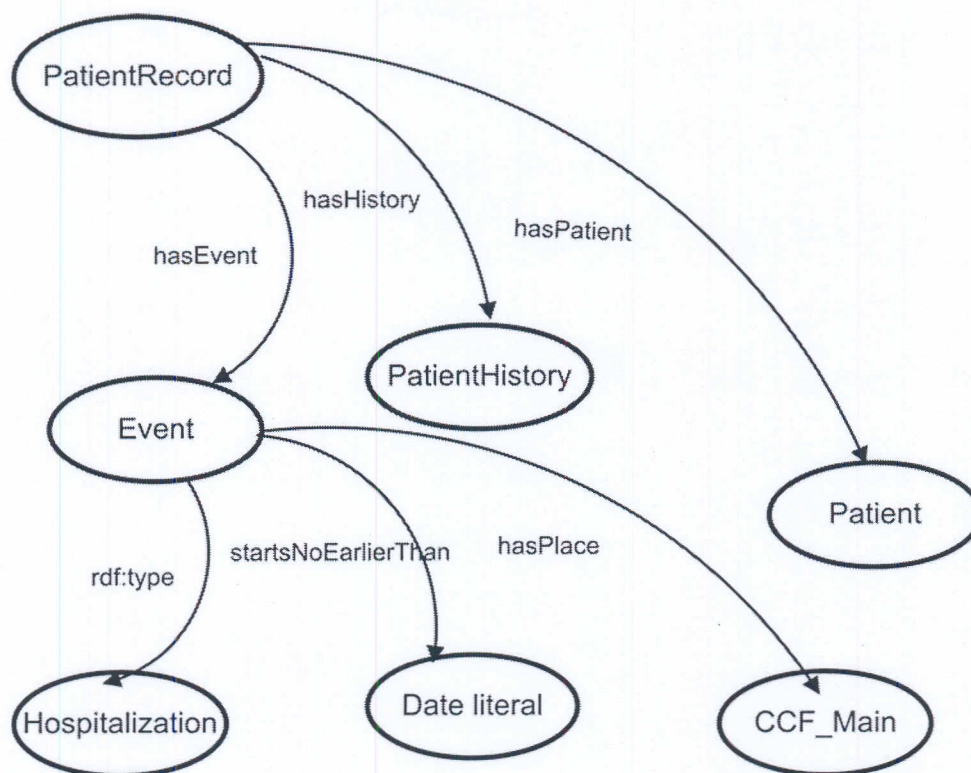 PatientRecord
hasHistory
hasPatient
hasEvent
PatientHistory
Event
Patient
startsNoEarlierThan
hasPlace
rdf:type
Hospitalization
Date literal
CCF_Main